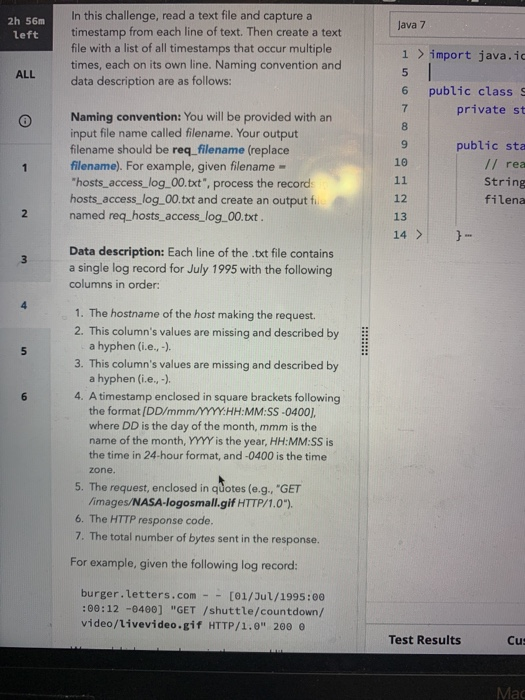 2h 56m
left
ALL
1
2
3
4
5
6
In this challenge, read a text file and capture a
timestamp from each line of text. Then create a text
file with a list of all timestamps that occur multiple
times, each on its own line. Naming convention and
data description are as follows:
Naming convention: You will be provided with an
input file name called filename. Your output
filename should be req_filename (replace
filename). For example, given filename =
"hosts_access_log_00.txt", process the records
hosts_access_log_00.txt and create an output
named req_hosts_access_log_00.txt.
Data description: Each line of the .txt file contains
a single log record for July 1995 with the following
columns in order:
1. The hostname of the host making the request.
2. This column's values are missing and described by
a hyphen (i.e., -).
3. This column's values are missing and described by
a hyphen (i.e., -).
4. A timestamp enclosed in square brackets following
the format [DD/mmm/YYYY:HH:MM:SS -0400],
where DD is the day of the month, mmm is the
name of the month, YYYY is the year, HH:MM:SS is
the time in 24-hour format, and -0400 is the time
zone.
5. The request, enclosed in quotes (e.g., "GET
/images/NASA-logosmall.gif HTTP/1.0").
6. The HTTP response code.
7. The total number of bytes sent in the response.
For example, given the following log record:
burger.letters.com - - [01/Jul/1995:00
:00:12 -0400] "GET /shuttle/countdown/
video/livevideo.gif HTTP/1.0" 200 0
Java 7
1 > import java.io
5
6 public class S
7 private st
8
9 public sta
10 // rea
11 String
12 filena
13
14 > }
Test Results
Cus
Mac